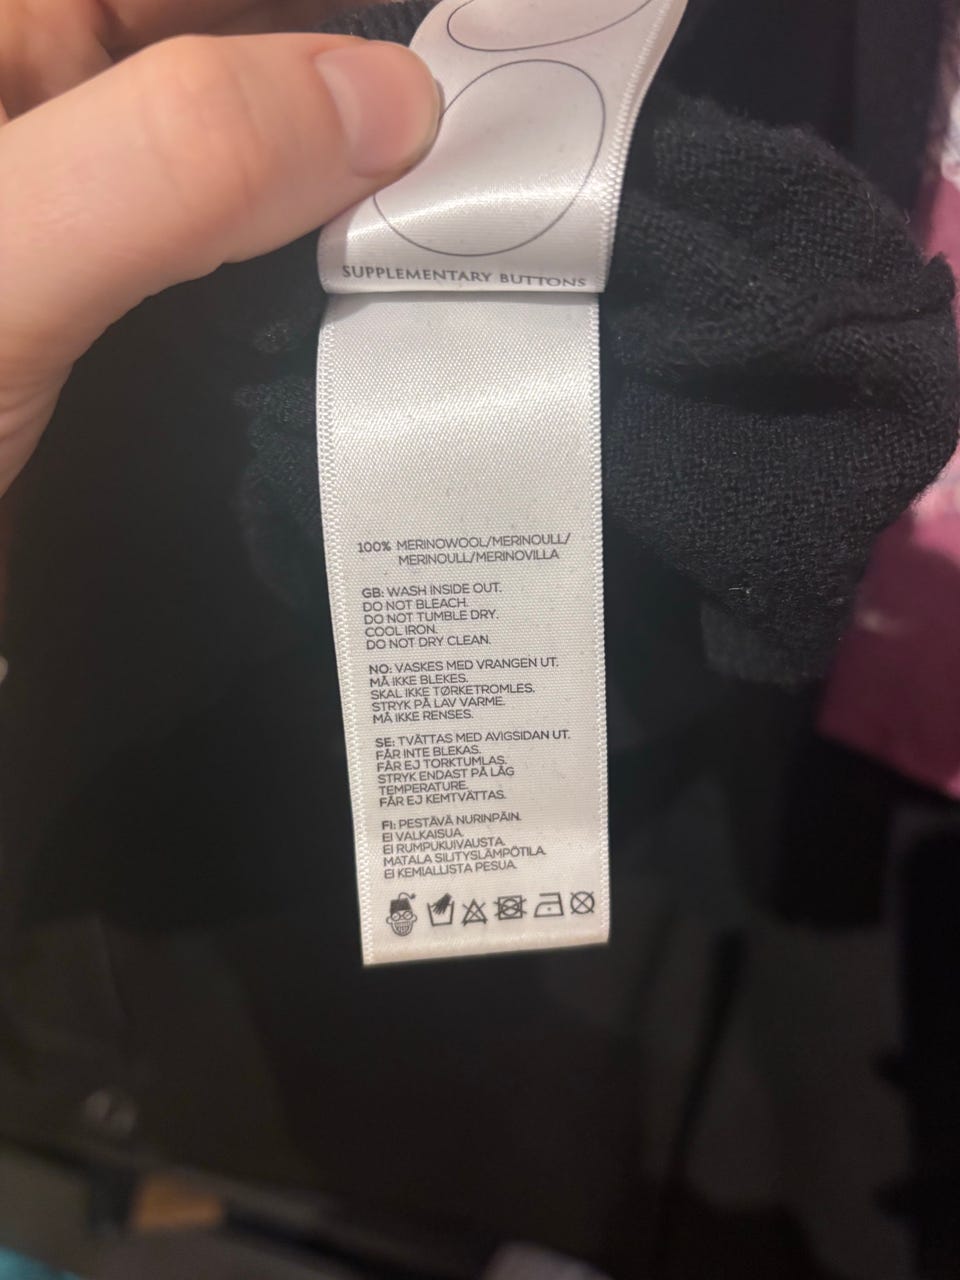 SUPPLEMENTARY BUTTONS
100% MERINOWOOL/MERINOULL/
MERINOULL/MERINOVILLA
GB: WASH INSIDE OUT.
DO NOT BLEACH.
DO NOT TUMBLE DRY.
COOL IRON.
DO NOT DRY CLEAN.
NO: VASKES MED VRANGEN UT.
MÅ IKKE BLEKES.
SKAL IKKE TØRKETROMLES.
STRYK PÅ LAV VARME.
MÅ IKKE RENSES.
SE: TVÄTTAS MED AVIGSIDAN UT.
FÅR INTE BLEKAS.
FÅR EJ TORKTUMLAS.
STRYK ENDAST PÅ LÅG
TEMPERATURE.
FÅR EJ KEMTVÄTTAS.
FI: PESTÄVÄ NURINPÄIN.
EI VALKAISUA.
EI RUMPUKUIVAUSTA.
MATALA SILITYSLÄMPÖTILA.
EI KEMIALLISTA PESUA.